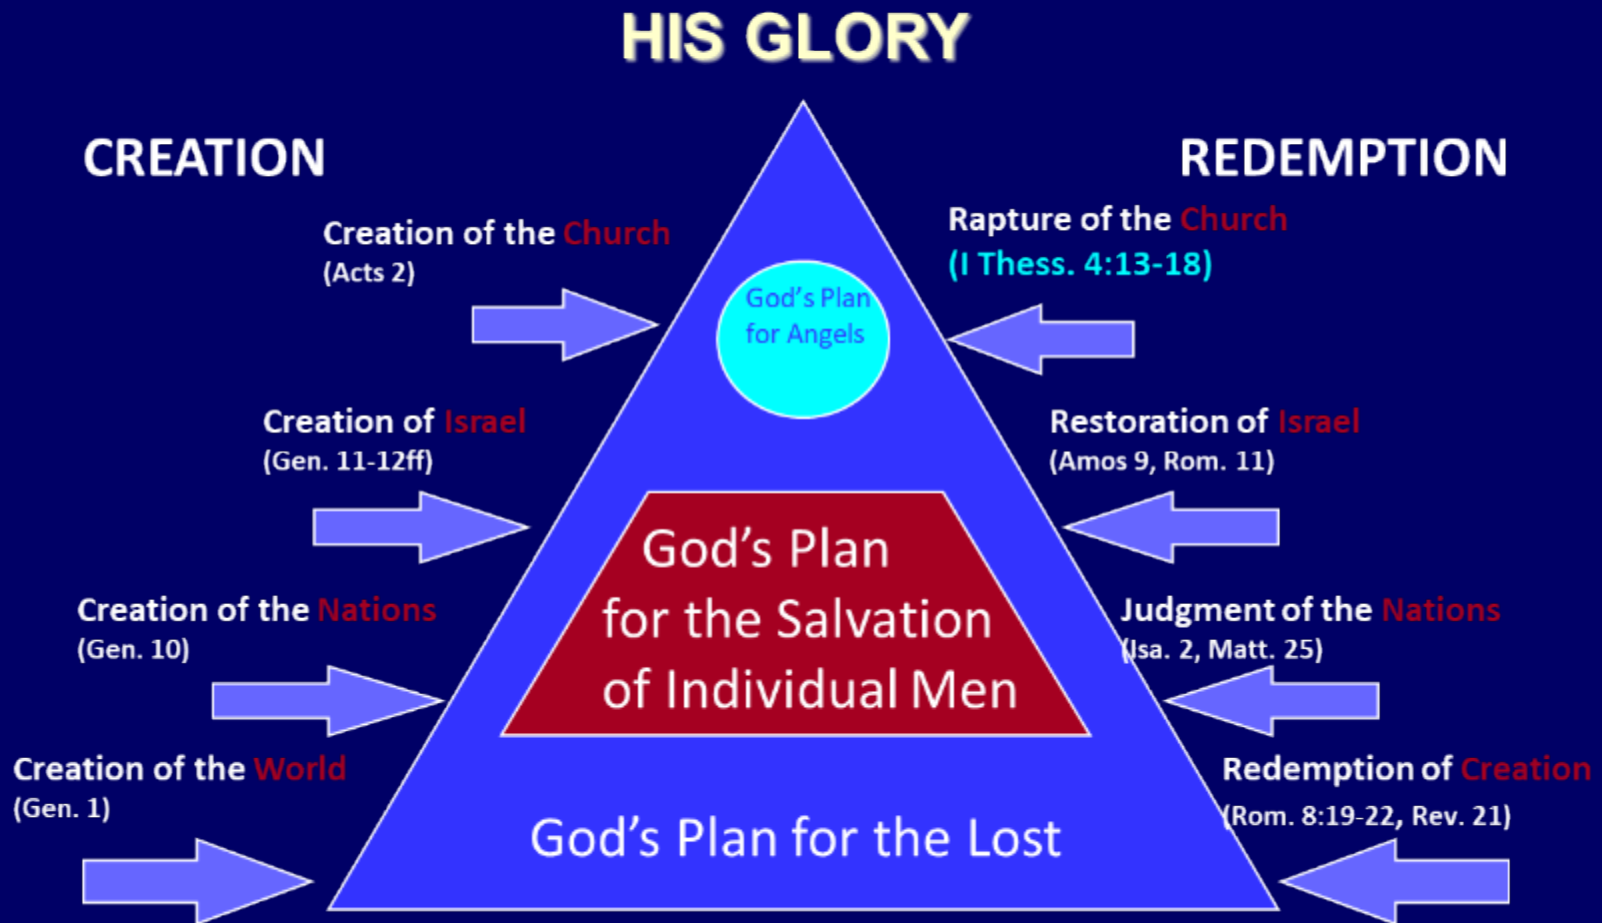 HIS GLORY
CREATION
REDEMPTION
Creation of the Church
(Acts 2)
Rapture of the Church
(I Thess. 4:13-18)
God's Plan
for Angels
Creation of Israel
(Gen. 11-12ff)
Restoration of Israel
(Amos 9, Rom. 11)
God's Plan
for the Salvation
of Individual Men
Creation of the Nations
(Gen. 10)
Judgment of the Nations
(Isa. 2, Matt. 25)
Creation of the World
(Gen. 1)
Redemption of Creation
(Rom. 8:19-22, Rev. 21)
God's Plan for the Lost